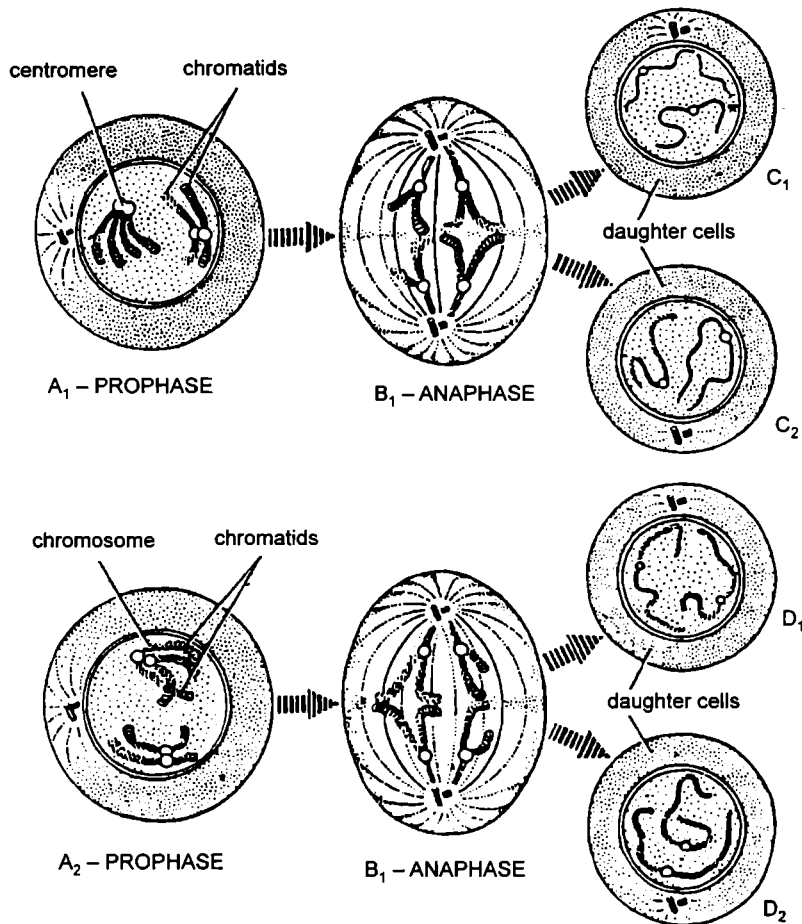 centromere
chromatids
C₁
daughter cells
A₁ – PROPHASE
B₁ – ANAPHASE
C₂
chromosome
chromatids
D₁
daughter cells
A₂ – PROPHASE
B₁ – ANAPHASE
D₂